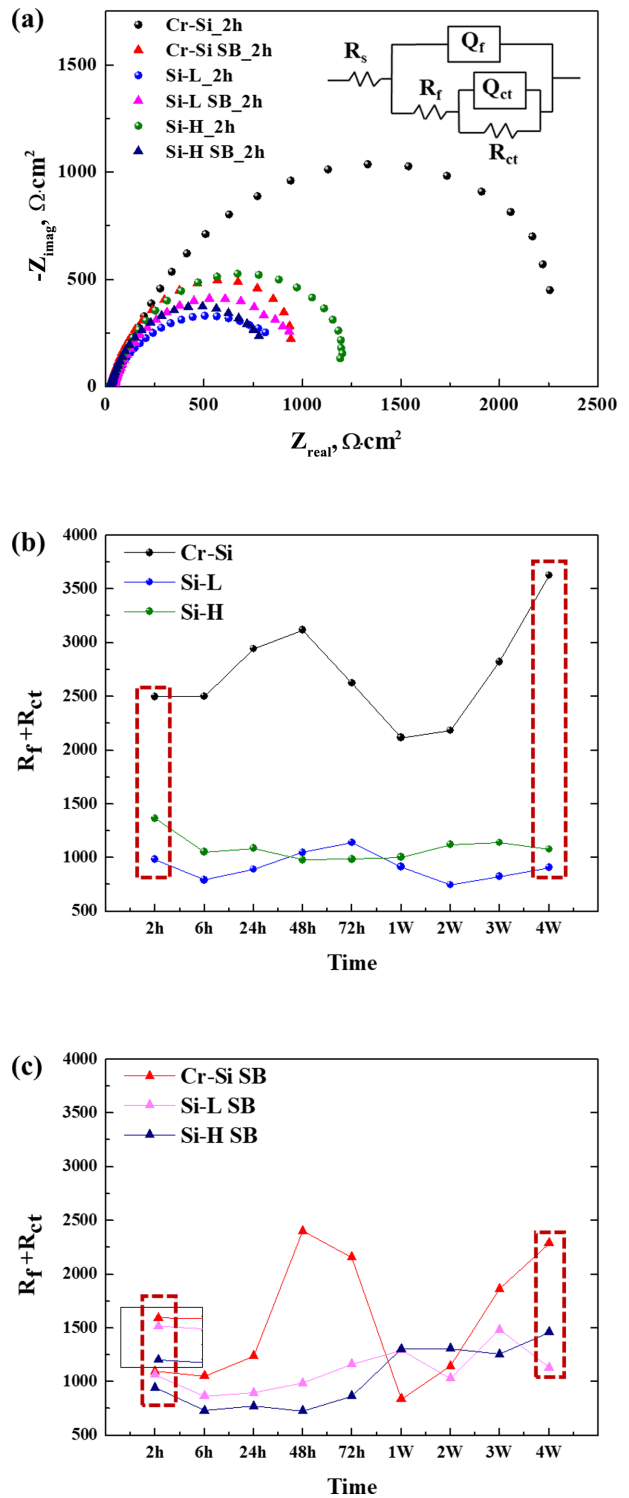 (a)
Cr-Si_2h
Cr-Si SB_2h
Si-L_2h
Si-L SB_2h
Si-H_2h
Si-H SB_2h
Rs
Qf
Rf
Qct
Rct
1500
1000
500
0
-Zimag, Ω·cm²
0 500 1000 1500 2000 2500
Zreal, Ω·cm²
(b)
Cr-Si
Si-L
Si-H
4000
3500
3000
2500
2000
1500
1000
500
Rf+Rct
2h 6h 24h 48h 72h 1W 2W 3W 4W
Time
(c)
Cr-Si SB
Si-L SB
Si-H SB
4000
3500
3000
2500
2000
1500
1000
500
Rf+Rct
2h 6h 24h 48h 72h 1W 2W 3W 4W
Time